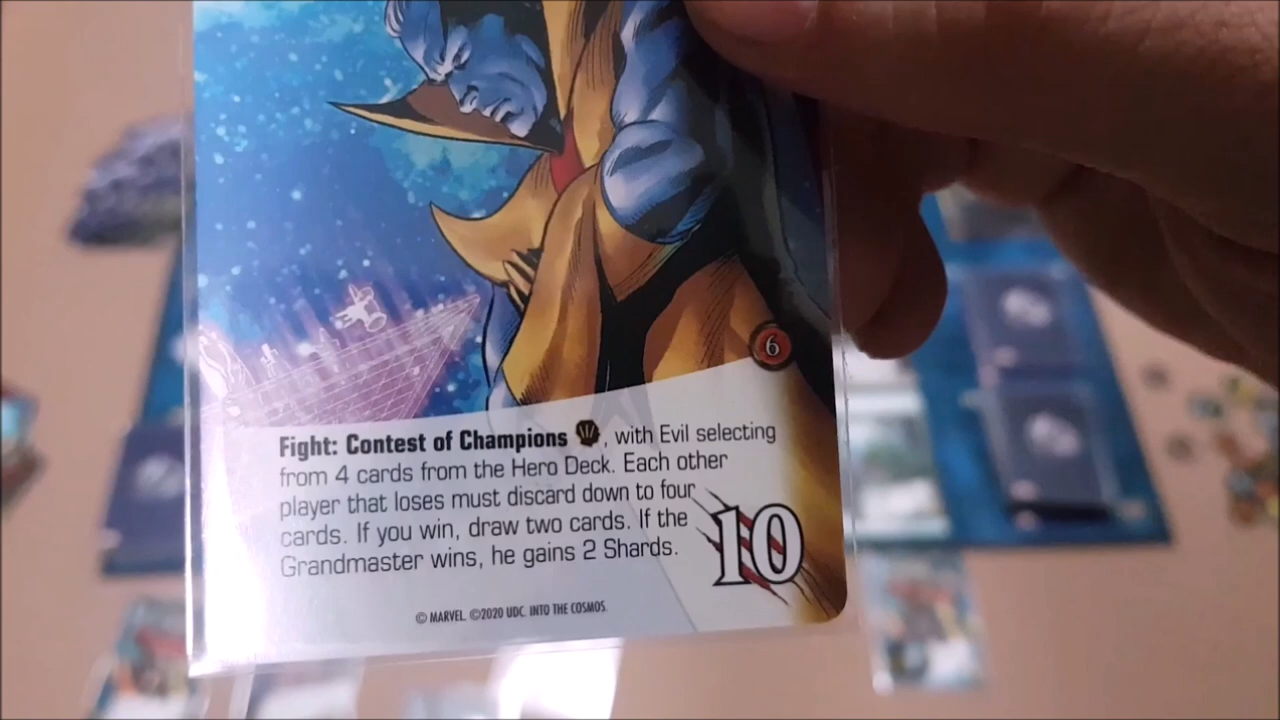 6
Fight: Contest of Champions , with Evil selecting
from 4 cards from the Hero Deck. Each other
player that loses must discard down to four
cards. If you win, draw two cards. If the
Grandmaster wins, he gains 2 Shards.
10
© MARVEL ©2020 UDC. INTO THE COSMOS.